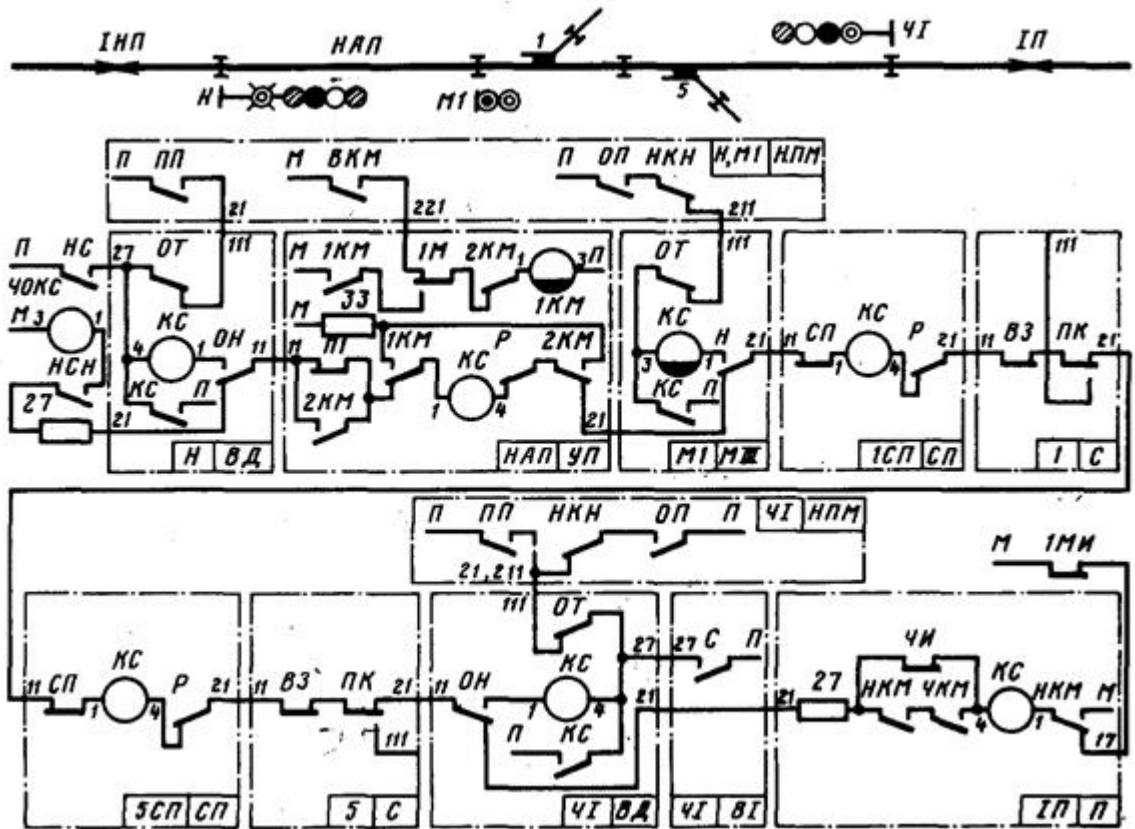 IНП НАП 1 ЧI IП
Н М1 5
П ПП М ВКМ П ОП НКН Н,М1 НПМ
21 221 211
П НС 27 ОТ 111 М 1КМ 1М 2КМ 1 3 П ОТ 111 111
ЧОКС 1КМ
М 3 1 КС М 33 1КМ Р 2КМ КС Н СП КС Р ВЗ ПК
4 1 ОН 11 11 П1 3 1 21 11 1 4 21 11 21
НСН КС П 2КМ 1 4 КС П
27 21 21
Н ВД НАП УП М1 МIII 1СП СП 1 С
П ПП НКН ОП П ЧI НПМ
21, 211 М 1МИ
111 ОТ
КС 27 27 С П ЧИ
11 СП 1 4 Р 21 11 ВЗ ПК 21 11 ОН КС 1 4 21 21 27 НКМ ЧКМ 4 КС 1 НКМ М
111 П КС 17
5СП СП 5 С ЧI ВД ЧI ВI IП П